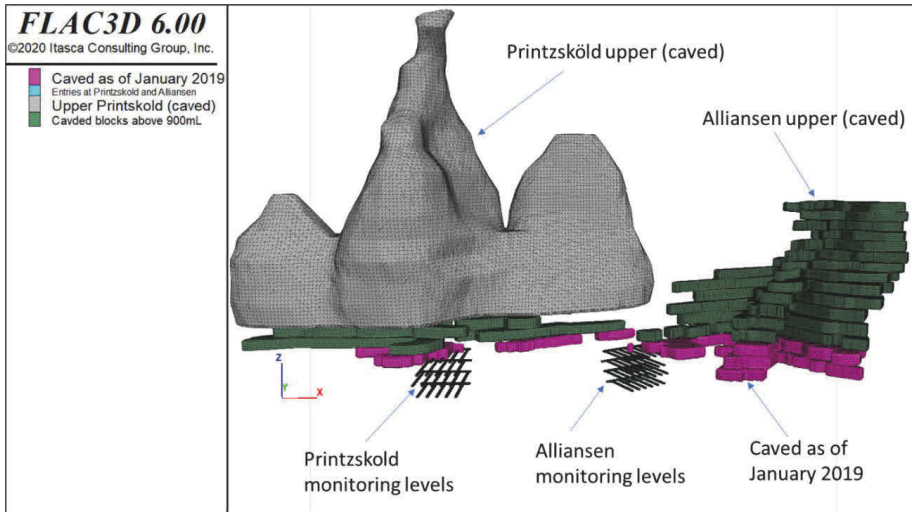 FLAC3D 6.00
©2020 Itasca Consulting Group, Inc.
Caved as of January 2019
Entries at Printzskold and Alliansen
Upper Printskold (caved)
Cavded blocks above 900mL
Printzsköld upper (caved)
Alliansen upper (caved)
Z
Y
X
Printzskold
monitoring levels
Alliansen
monitoring levels
Caved as of
January 2019